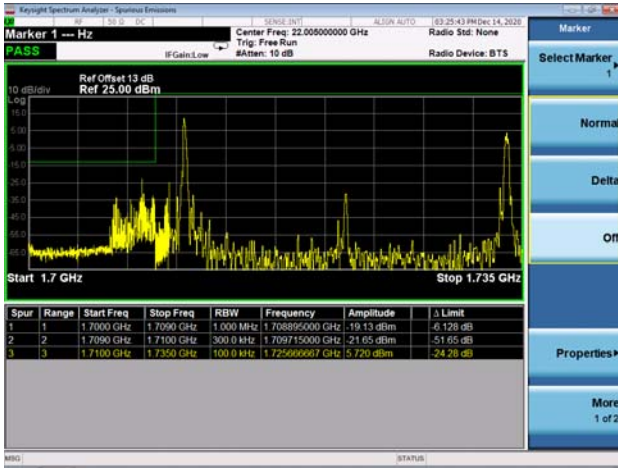 Keysight Spectrum Analyzer - Spurious Emissions
RF 50 Ω DC SENSE:INT ALIGN AUTO 03:25:43 PM Dec 14, 2020
Marker 1 --- Hz
Center Freq: 22.005000000 GHz
Radio Std: None
Trig: Free Run
PASS
IFGain:Low
#Atten: 10 dB
Radio Device: BTS
Ref Offset 13 dB
10 dB/div Ref 25.00 dBm
Log
15.0
5.00
-5.00
-15.0
-25.0
-35.0
-45.0
-55.0
-65.0
Start 1.7 GHz Stop 1.735 GHz
Spur Range Start Freq Stop Freq RBW Frequency Amplitude Δ Limit
1 1 1.7000 GHz 1.7090 GHz 1.000 MHz 1.708895000 GHz -19.13 dBm -6.128 dB
2 2 1.7090 GHz 1.7100 GHz 300.0 kHz 1.709715000 GHz -21.65 dBm -51.65 dB
3 3 1.7100 GHz 1.7350 GHz 100.0 kHz 1.725666667 GHz 5.720 dBm -24.28 dB
MSG STATUS
Marker
Select Marker
1
Normal
Delta
Off
Properties
More
1 of 2